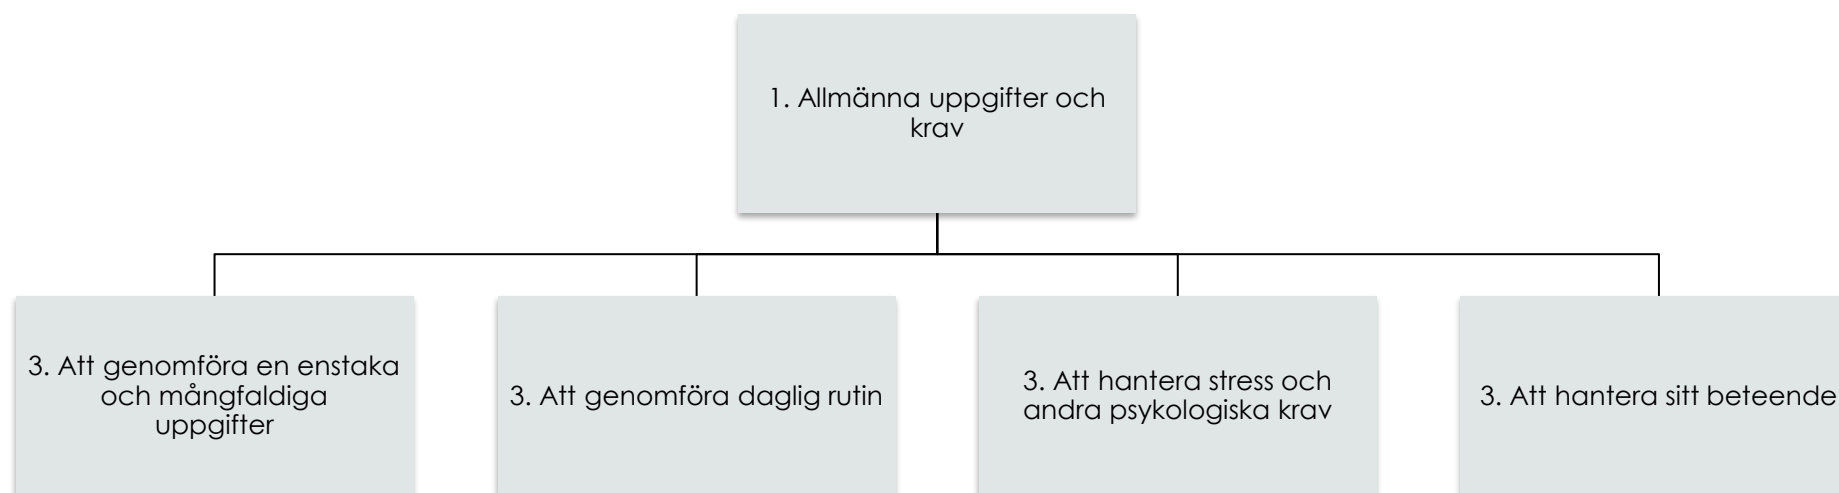 1. Allmänna uppgifter och
krav
3. Att genomföra en enstaka
och mångfaldiga
uppgifter
3. Att genomföra daglig rutin
3. Att hantera stress och
andra psykologiska krav
3. Att hantera sitt beteende